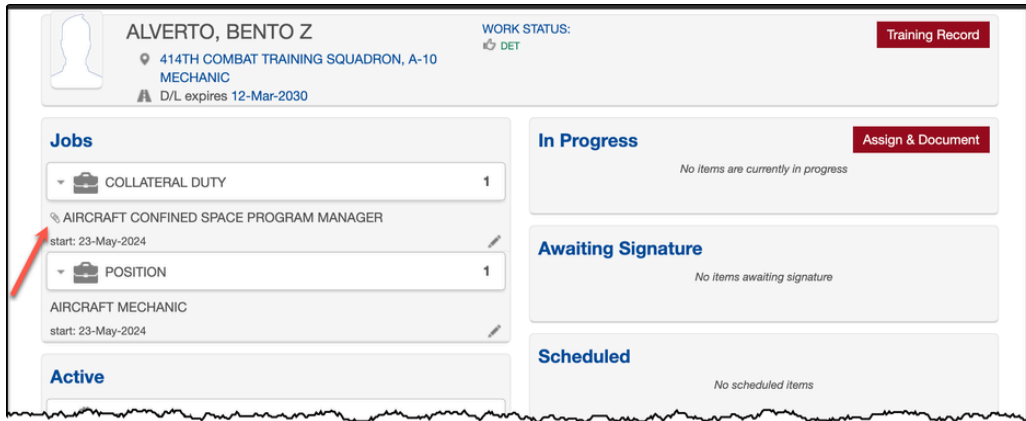 ALVERTO, BENTO Z
414TH COMBAT TRAINING SQUADRON, A-10
MECHANIC
D/L expires 12-Mar-2030
WORK STATUS:
DET
Training Record
Jobs
COLLATERAL DUTY 1
AIRCRAFT CONFINED SPACE PROGRAM MANAGER
start: 23-May-2024
POSITION 1
AIRCRAFT MECHANIC
start: 23-May-2024
Active
In Progress
Assign & Document
No items are currently in progress
Awaiting Signature
No items awaiting signature
Scheduled
No scheduled items